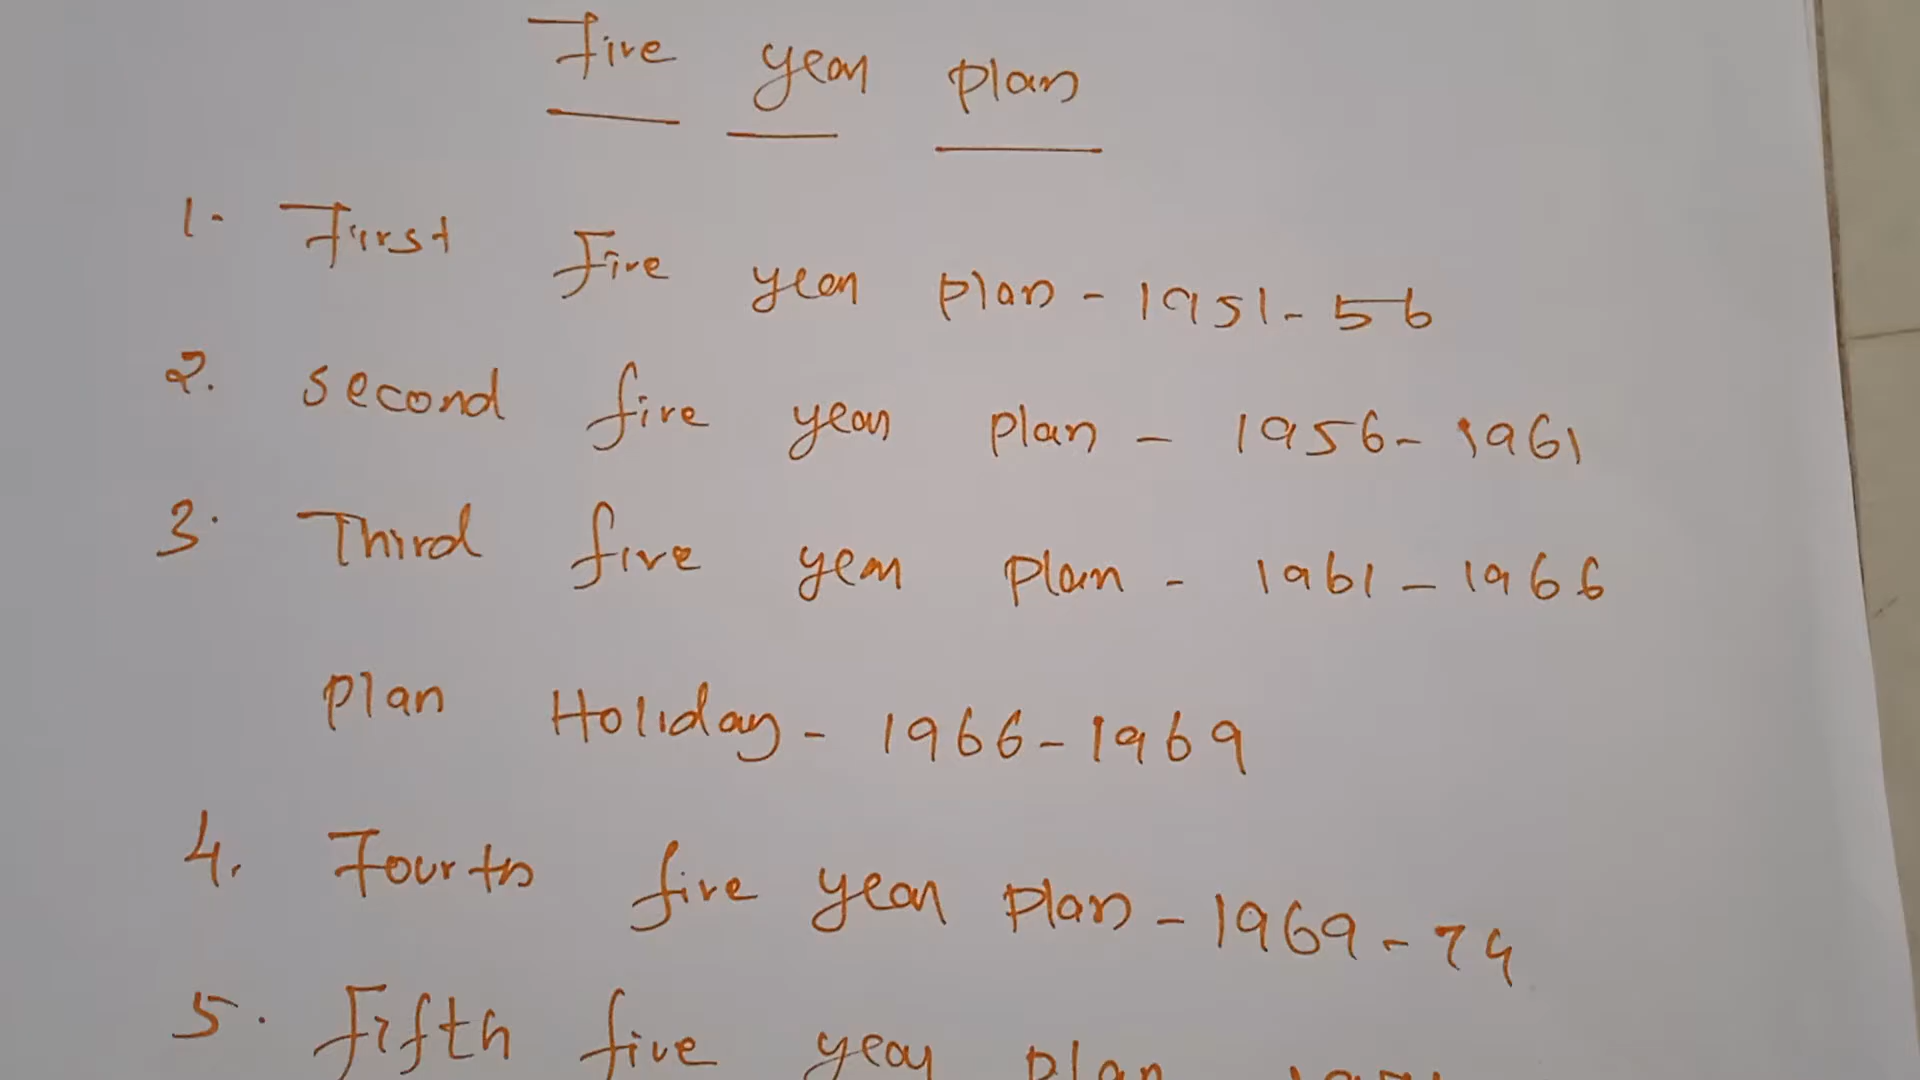 Five year plan
1. First Five year plan - 1951-56
2. second five year plan - 1956-1961
3. Third five year plan - 1961-1966
plan Holiday - 1966-1969
4. Fourth five year plan - 1969-74
5. Fifth five year plan